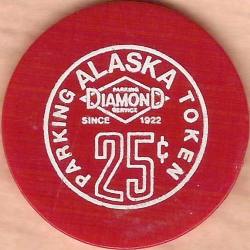 ALASKA
PARKING TOKEN
PARKING
DIAMOND
SERVICE
SINCE 1922
25¢